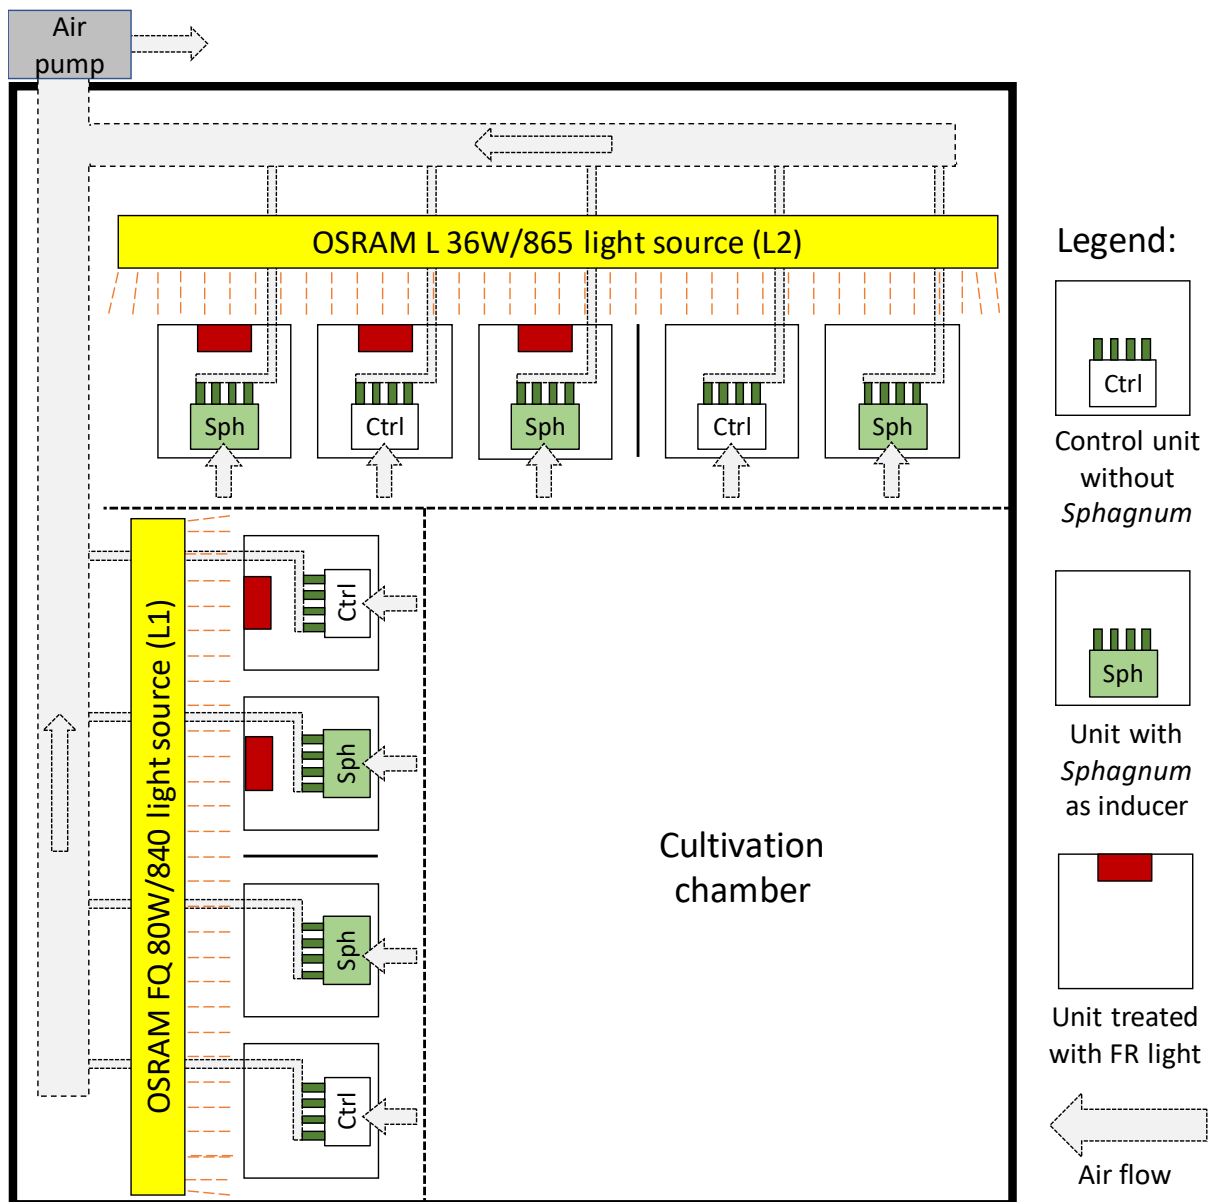 Air
pump
OSRAM L 36W/865 light source (L2)
Sph
Ctrl
Sph
Ctrl
Sph
OSRAM FQ 80W/840 light source (L1)
Ctrl
Sph
Sph
Ctrl
Cultivation
chamber
Legend:
Ctrl
Control unit
without
Sphagnum
Sph
Unit with
Sphagnum
as inducer
Unit treated
with FR light
Air flow